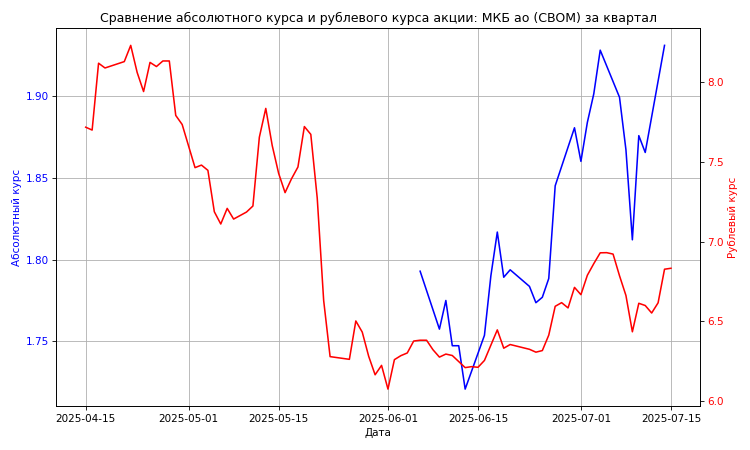 Сравнение абсолютного курса и рублевого курса акции: МКБ ао (CBOM) за квартал
1.90
1.85
1.80
1.75
Абсолютный курс
8.0
7.5
7.0
6.5
6.0
Рублевый курс
2025-04-15 2025-05-01 2025-05-15 2025-06-01 2025-06-15 2025-07-01 2025-07-15
Дата